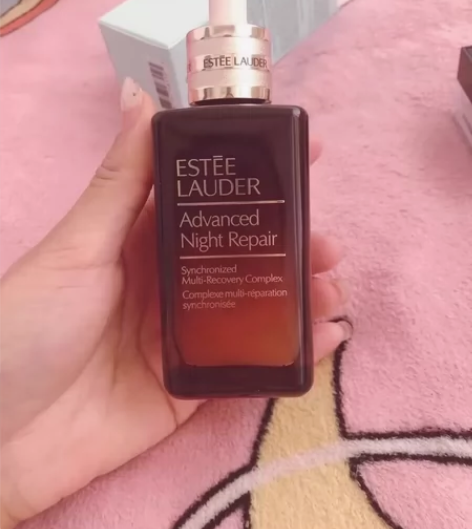 ESTĒE LAUDER
ESTĒE
LAUDER
Advanced
Night Repair
Synchronized
Multi-Recovery Complex
Complexe multi-réparation
synchronisée